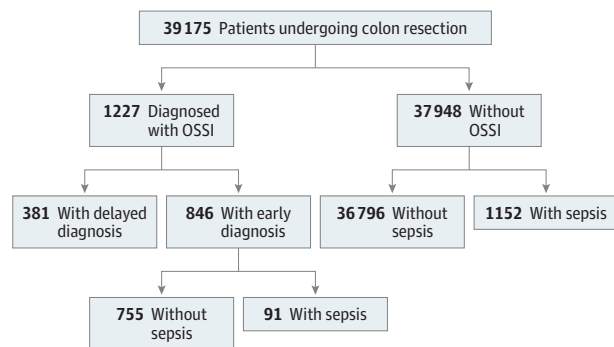 39175 Patients undergoing colon resection
1227 Diagnosed
with OSSI
37948 Without
OSSI
381 With delayed
diagnosis
846 With early
diagnosis
36796 Without
sepsis
1152 With sepsis
755 Without
sepsis
91 With sepsis